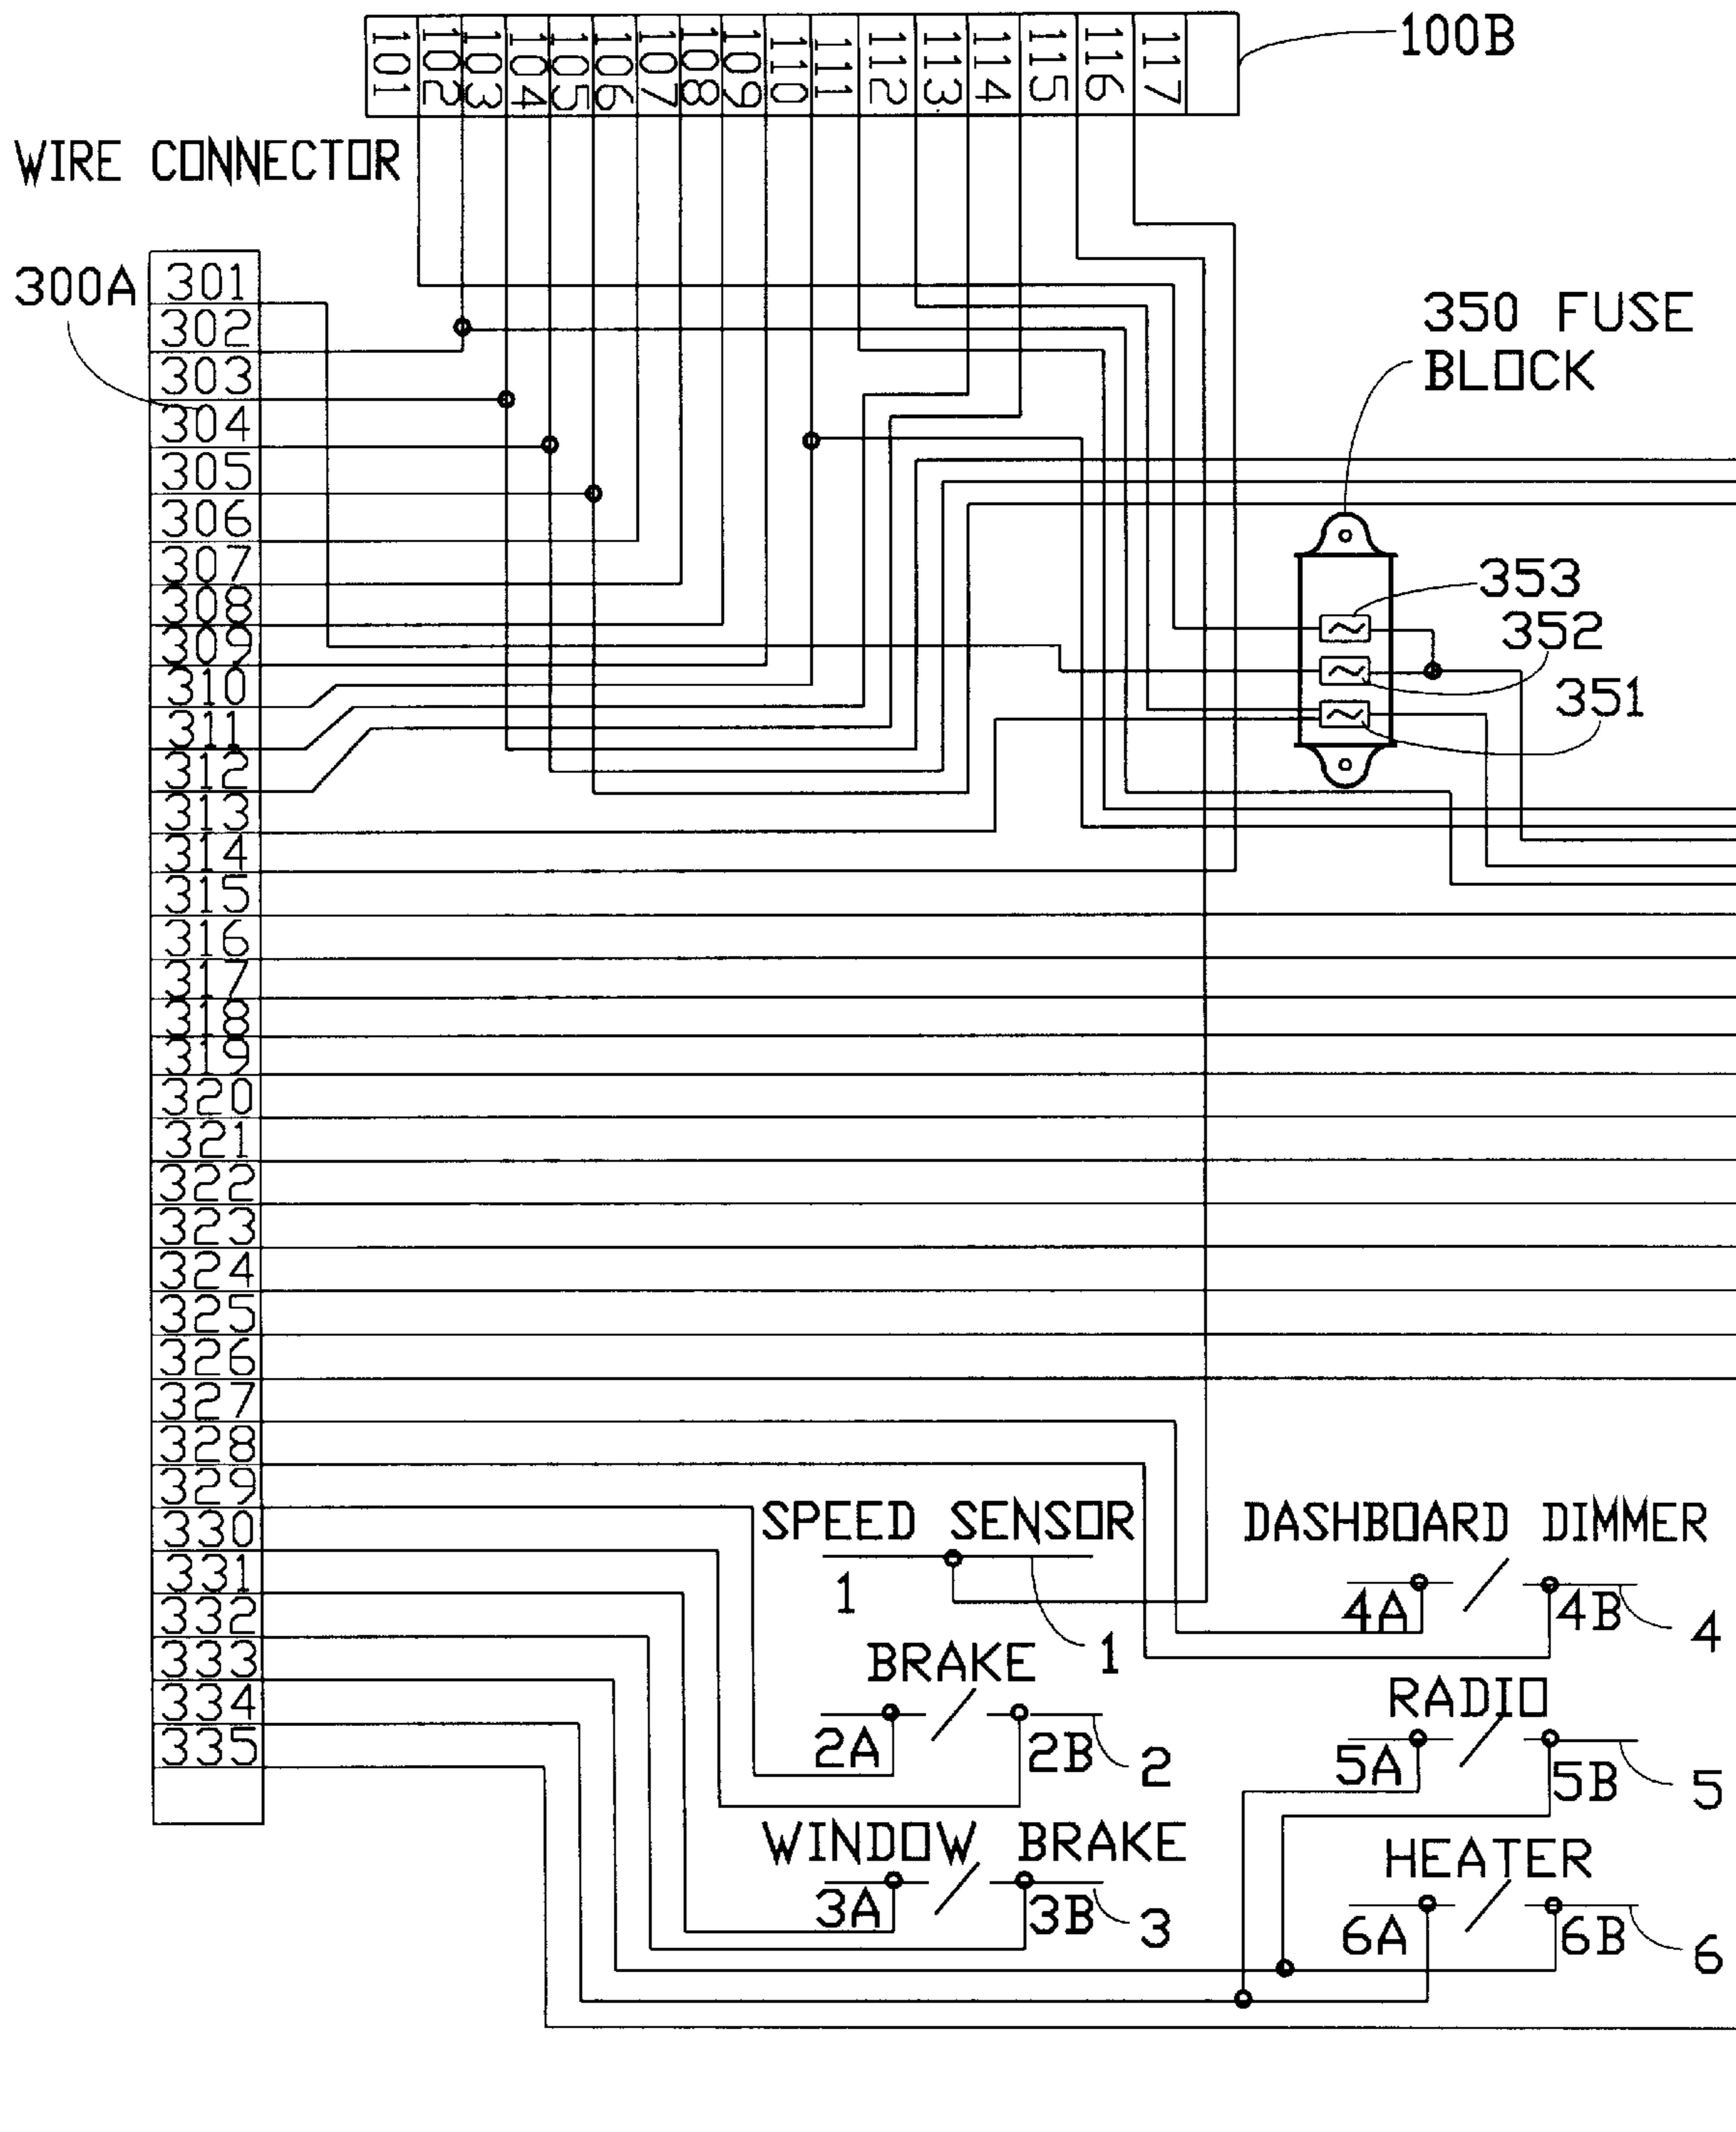 101 102 103 104 105 106 107 108 109 110 111 112 113 114 115 116 117
100B
WIRE CONNECTOR
300A
301
302
303
304
305
306
307
308
309
310
311
312
313
314
315
316
317
318
319
320
321
322
323
324
325
326
327
328
329
330
331
332
333
334
335
350 FUSE
BLOCK
353
352
351
SPEED SENSOR
1
1
BRAKE
2A 2B 2
WINDOW BRAKE
3A 3B 3
DASHBOARD DIMMER
4A 4B 4
RADIO
5A 5B 5
HEATER
6A 6B 6